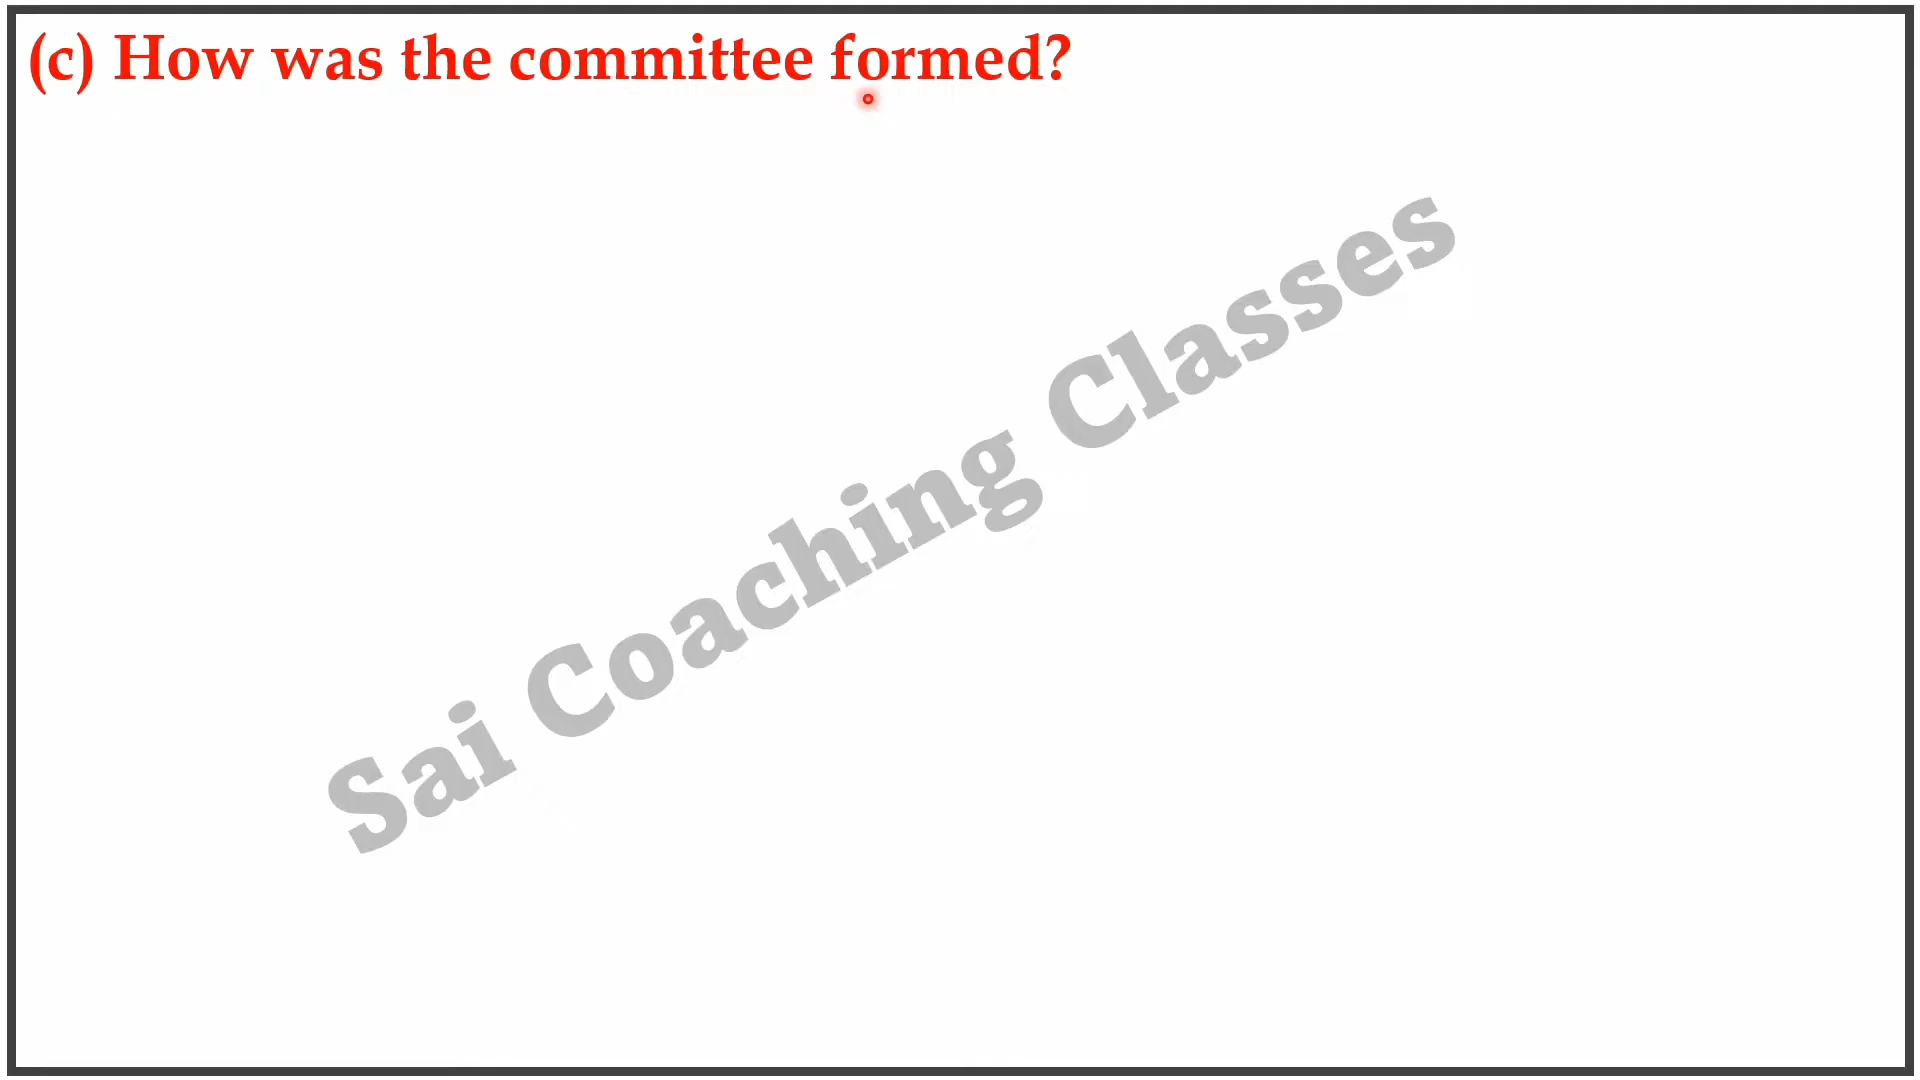 (c) How was the committee formed?
Sai Coaching Classes